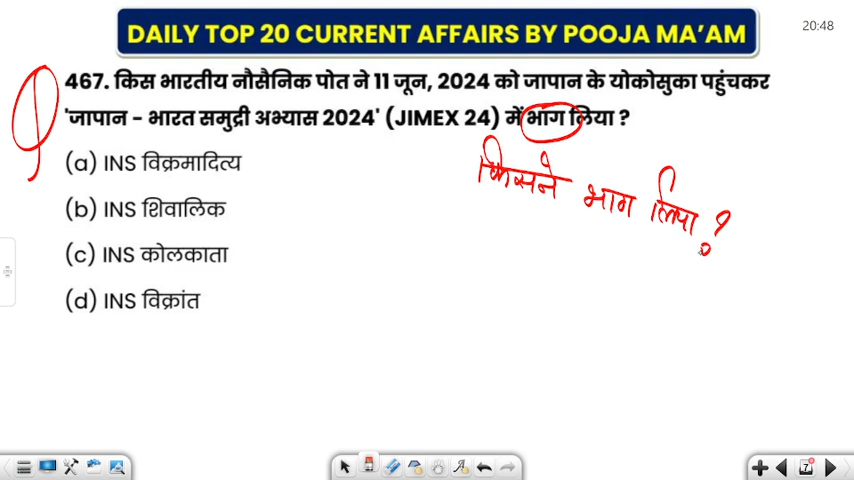 20:48
DAILY TOP 20 CURRENT AFFAIRS BY POOJA MA'AM
467. किस भारतीय नौसैनिक पोत ने 11 जून, 2024 को जापान के योकोसुका पहुंचकर
'जापान - भारत समुद्री अभ्यास 2024' (JIMEX 24) में भाग लिया ?
किसने भाग लिया ?
(a) INS विक्रमादित्य
(b) INS शिवालिक
(c) INS कोलकाता
(d) INS विक्रांत
7